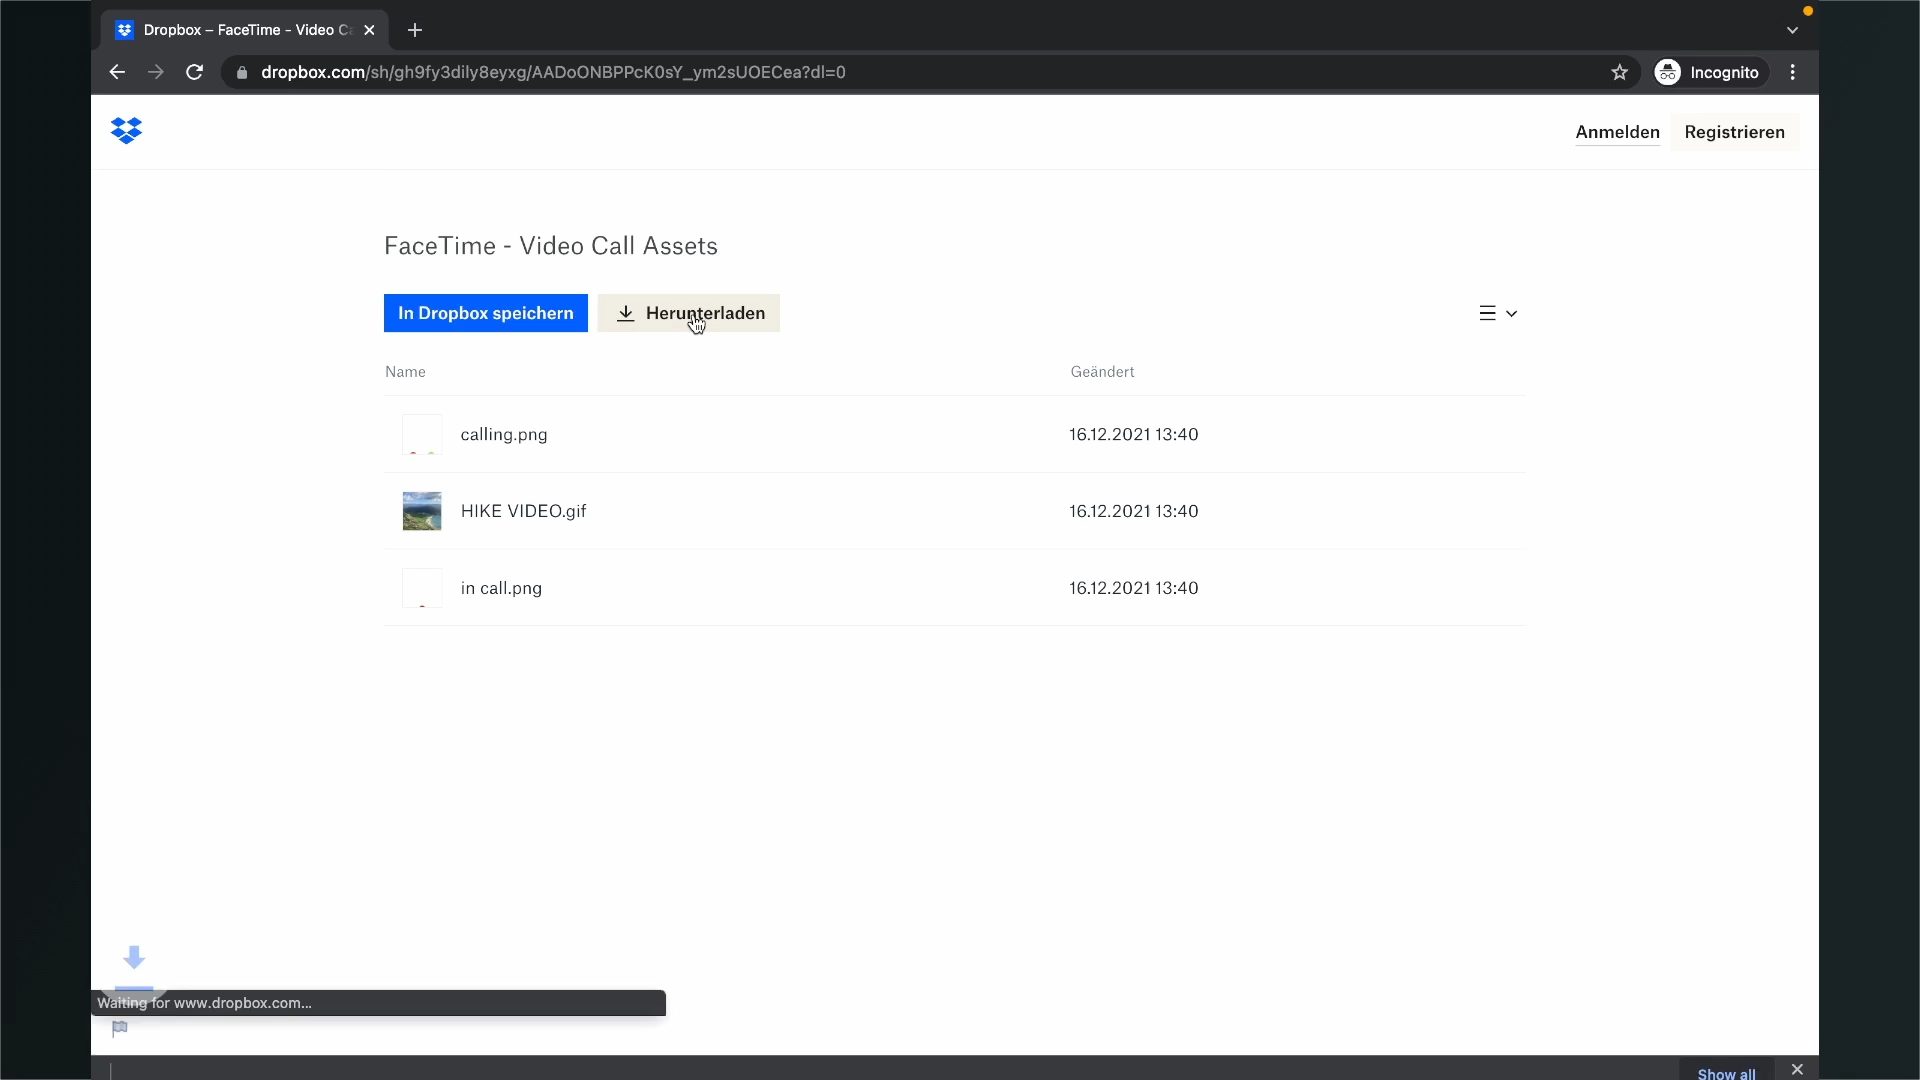 Dropbox – FaceTime - Video C
dropbox.com/sh/gh9fy3dily8eyxg/AADoONBPPcK0sY_ym2sUOECea?dl=0
Incognito
Anmelden
Registrieren
FaceTime - Video Call Assets
In Dropbox speichern
Herunterladen
Name
Geändert
calling.png
16.12.2021 13:40
HIKE VIDEO.gif
16.12.2021 13:40
in call.png
16.12.2021 13:40
Waiting for www.dropbox.com...
Show all